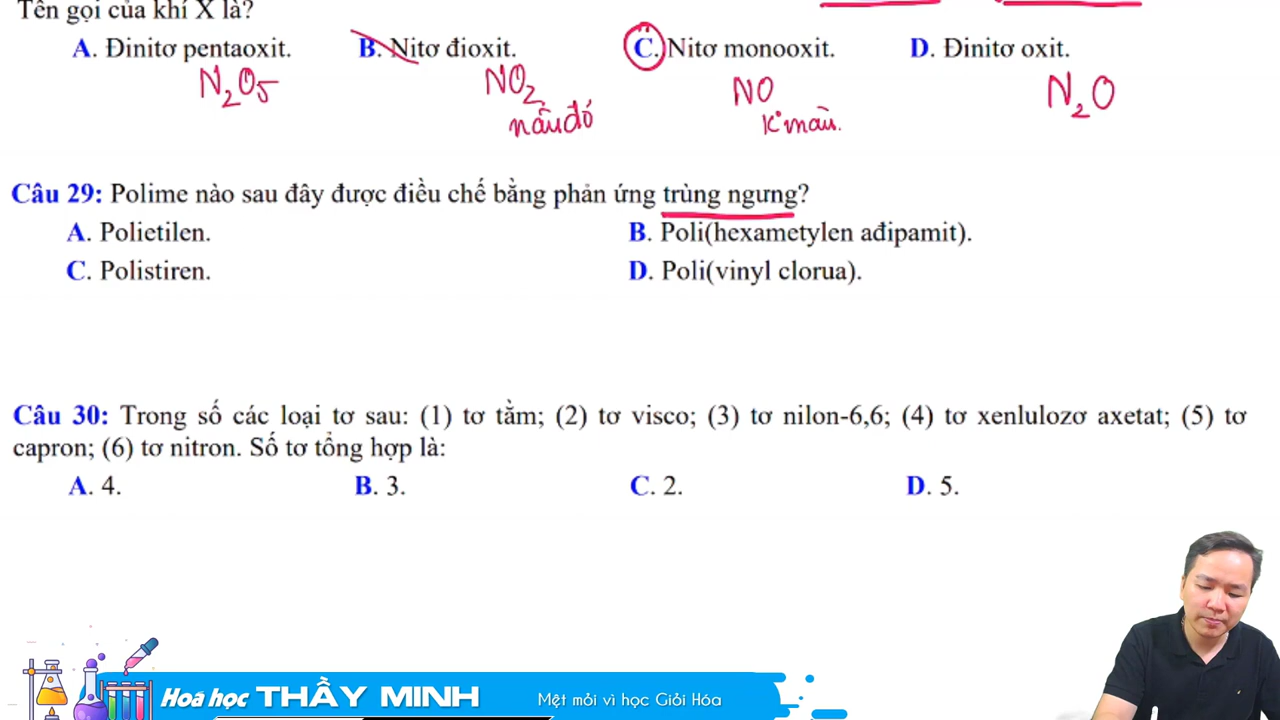 Tên gọi của khí X là?
A. Đinitơ pentaoxit. B. Nitơ đioxit. C. Nitơ monooxit. D. Đinitơ oxit.
N2O5 NO2 NO N2O
nâu đỏ K° màu.
Câu 29: Polime nào sau đây được điều chế bằng phản ứng trùng ngưng?
A. Polietilen. B. Poli(hexametylen ađipamit).
C. Polistiren. D. Poli(vinyl clorua).
Câu 30: Trong số các loại tơ sau: (1) tơ tằm; (2) tơ visco; (3) tơ nilon-6,6; (4) tơ xenlulozơ axetat; (5) tơ
capron; (6) tơ nitron. Số tơ tổng hợp là:
A. 4. B. 3. C. 2. D. 5.
Hoá học THẦY MINH Mệt mỏi vì học Giỏi Hóa